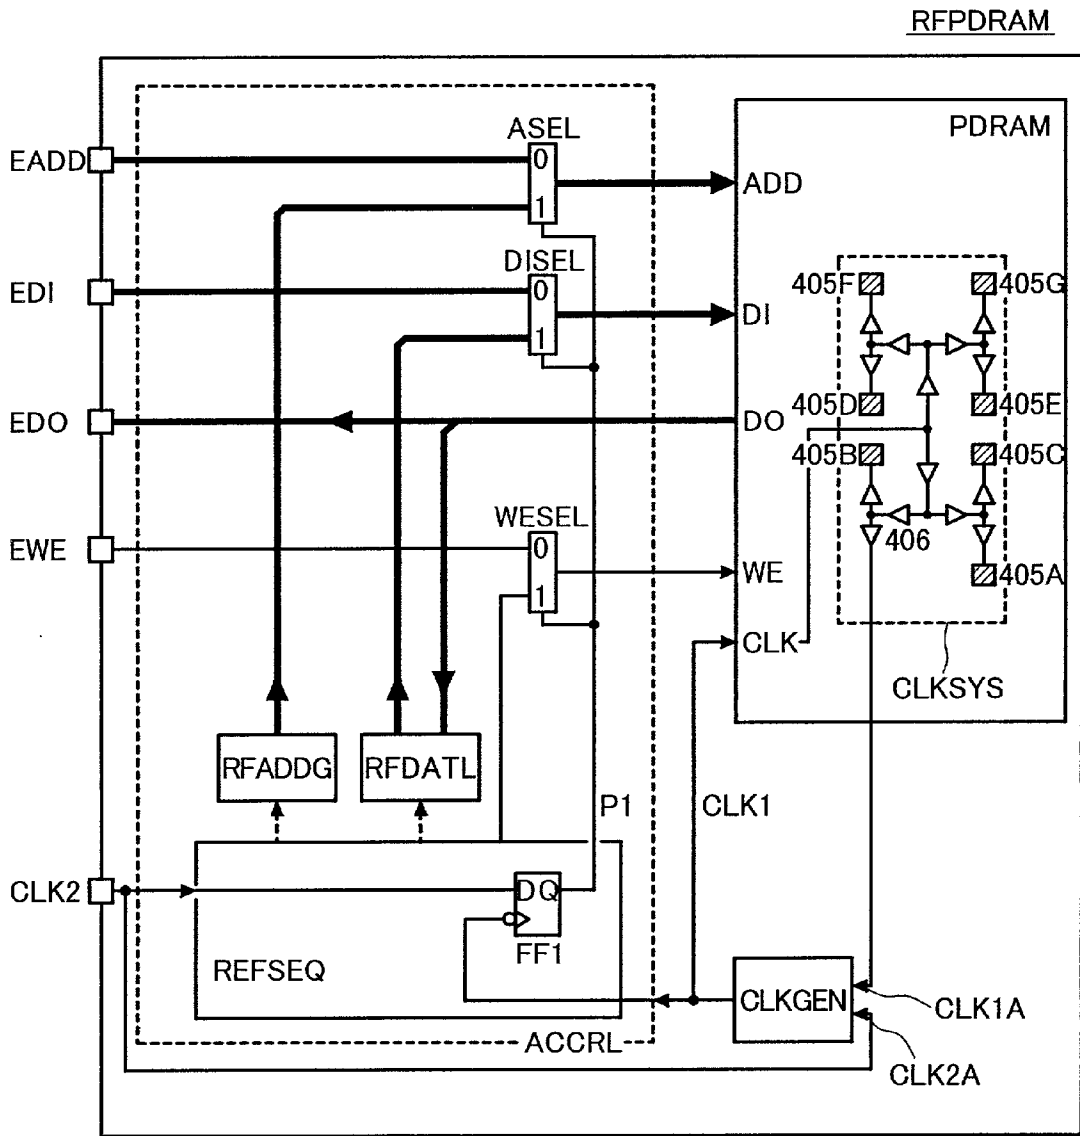 RFPDRAM
PDRAM
ASEL
EADD
0
1
ADD
DISEL
EDI
0
1
DI
405F
405G
EDO
DO
405D
405E
405B
405C
WESEL
406
EWE
0
1
WE
405A
CLK
CLKSYS
RFADDG
RFDATL
P1
CLK1
CLK2
DQ
FF1
REFSEQ
CLKGEN
CLK1A
ACCRL
CLK2A